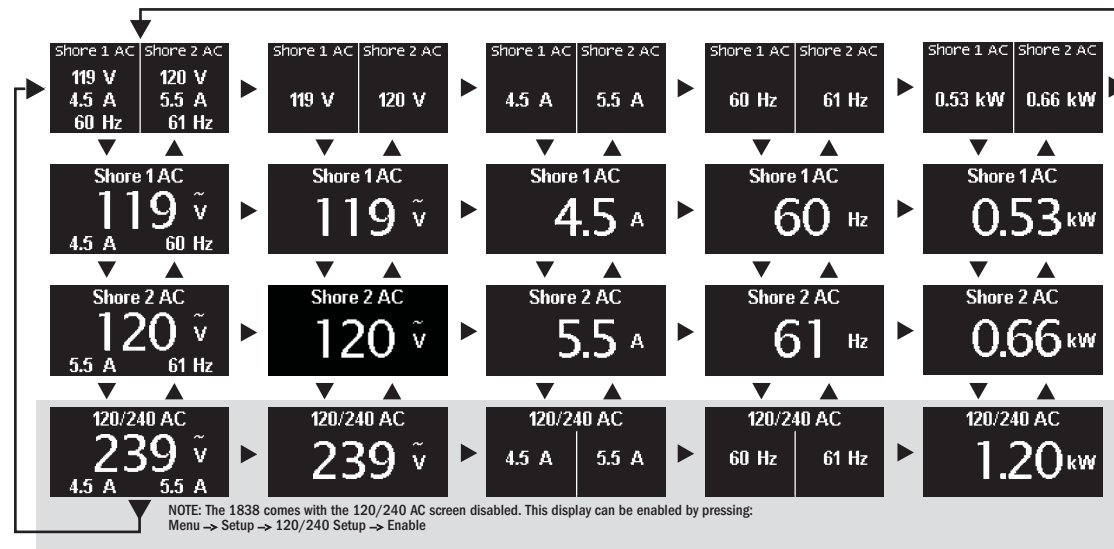 Shore 1 AC Shore 2 AC
119 V 120 V
4.5 A 5.5 A
60 Hz 61 Hz
Shore 1 AC Shore 2 AC
119 V 120 V
Shore 1 AC Shore 2 AC
4.5 A 5.5 A
Shore 1 AC Shore 2 AC
60 Hz 61 Hz
Shore 1 AC Shore 2 AC
0.53 kW 0.66 kW
Shore 1 AC
119 ~V
4.5 A 60 Hz
Shore 1 AC
119 ~V
Shore 1 AC
4.5 A
Shore 1 AC
60 Hz
Shore 1 AC
0.53 kW
Shore 2 AC
120 ~V
5.5 A 61 Hz
Shore 2 AC
120 ~V
Shore 2 AC
5.5 A
Shore 2 AC
61 Hz
Shore 2 AC
0.66 kW
120/240 AC
239 ~V
4.5 A 5.5 A
120/240 AC
239 ~V
120/240 AC
4.5 A 5.5 A
120/240 AC
60 Hz 61 Hz
120/240 AC
1.20 kW
NOTE: The 1838 comes with the 120/240 AC screen disabled. This display can be enabled by pressing:
Menu -> Setup -> 120/240 Setup -> Enable